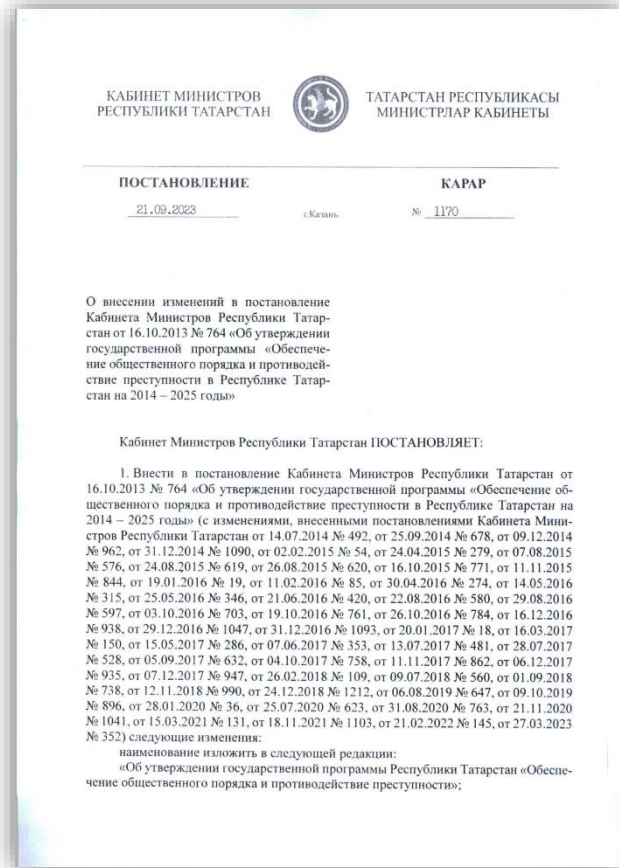 КАБИНЕТ МИНИСТРОВ
РЕСПУБЛИКИ ТАТАРСТАН
ТАТАРСТАН РЕСПУБЛИКАСЫ
МИНИСТРЛАР КАБИНЕТЫ
ПОСТАНОВЛЕНИЕ
КАРАР
21.09.2023
г.Казань
№ 1170
О внесении изменений в постановление
Кабинета Министров Республики Татар-
стан от 16.10.2013 № 764 «Об утверждении
государственной программы «Обеспече-
ние общественного порядка и противодей-
ствие преступности в Республике Татар-
стан на 2014 – 2025 годы»
Кабинет Министров Республики Татарстан ПОСТАНОВЛЯЕТ:
1. Внести в постановление Кабинета Министров Республики Татарстан от
16.10.2013 № 764 «Об утверждении государственной программы «Обеспечение об-
щественного порядка и противодействие преступности в Республике Татарстан на
2014 – 2025 годы» (с изменениями, внесенными постановлениями Кабинета Мини-
стров Республики Татарстан от 14.07.2014 № 492, от 25.09.2014 № 678, от 09.12.2014
№ 962, от 31.12.2014 № 1090, от 02.02.2015 № 54, от 24.04.2015 № 279, от 07.08.2015
№ 576, от 24.08.2015 № 619, от 26.08.2015 № 620, от 16.10.2015 № 771, от 11.11.2015
№ 844, от 19.01.2016 № 19, от 11.02.2016 № 85, от 30.04.2016 № 274, от 14.05.2016
№ 315, от 25.05.2016 № 346, от 21.06.2016 № 420, от 22.08.2016 № 580, от 29.08.2016
№ 597, от 03.10.2016 № 703, от 19.10.2016 № 761, от 26.10.2016 № 784, от 16.12.2016
№ 938, от 29.12.2016 № 1047, от 31.12.2016 № 1093, от 20.01.2017 № 18, от 16.03.2017
№ 150, от 15.05.2017 № 286, от 07.06.2017 № 353, от 13.07.2017 № 481, от 28.07.2017
№ 528, от 05.09.2017 № 632, от 04.10.2017 № 758, от 11.11.2017 № 862, от 06.12.2017
№ 935, от 07.12.2017 № 947, от 26.02.2018 № 109, от 09.07.2018 № 560, от 01.09.2018
№ 738, от 12.11.2018 № 990, от 24.12.2018 № 1212, от 06.08.2019 № 647, от 09.10.2019
№ 896, от 28.01.2020 № 36, от 25.07.2020 № 623, от 31.08.2020 № 763, от 21.11.2020
№ 1041, от 15.03.2021 № 131, от 18.11.2021 № 1103, от 21.02.2022 № 145, от 27.03.2023
№ 352) следующие изменения:
наименование изложить в следующей редакции:
«Об утверждении государственной программы Республики Татарстан «Обеспе-
чение общественного порядка и противодействие преступности»;